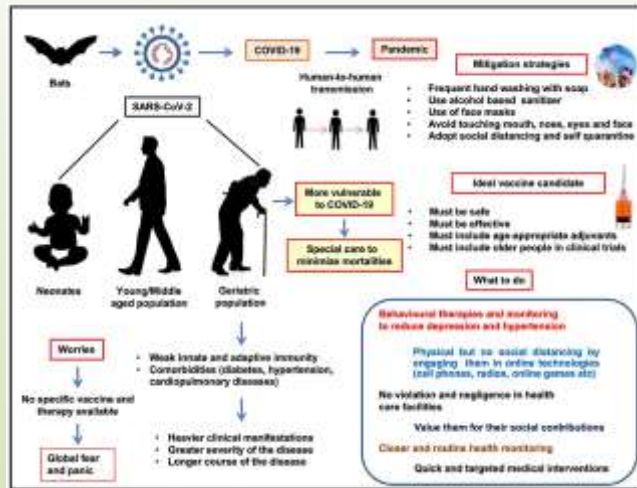 Bats
COVID-19
Pandemic
Human-to-human
transmission
SARS-CoV-2
Mitigation strategies
• Frequent hand washing with soap
• Use alcohol based sanitizer
• Use of face masks
• Avoid touching mouth, nose, eyes and face
• Adopt social distancing and self quarantine
More vulnerable
to COVID-19
Special care to
minimize mortalities
Ideal vaccine candidate
• Must be safe
• Must be effective
• Must include age-appropriate adjuvants
• Must include older people in clinical trials
Neonates
Young/Middle
aged population
Geriatric
population
What to do
Behavioural therapies and monitoring
to reduce depression and hypertension
Physical but no social distancing by
engaging them in online technologies
(cell phones, radios, online games etc)
No violation and negligence in health
care facilities
Value them for their social contributions
Closer and routine health monitoring
Quick and targeted medical interventions
Worries
No specific vaccine and
therapy available
Global fear
and panic
• Weak innate and adaptive immunity
• Comorbidities (diabetes, hypertension,
cardiopulmonary diseases)
• Heavier clinical manifestations
• Greater severity of the disease
• Longer course of the disease